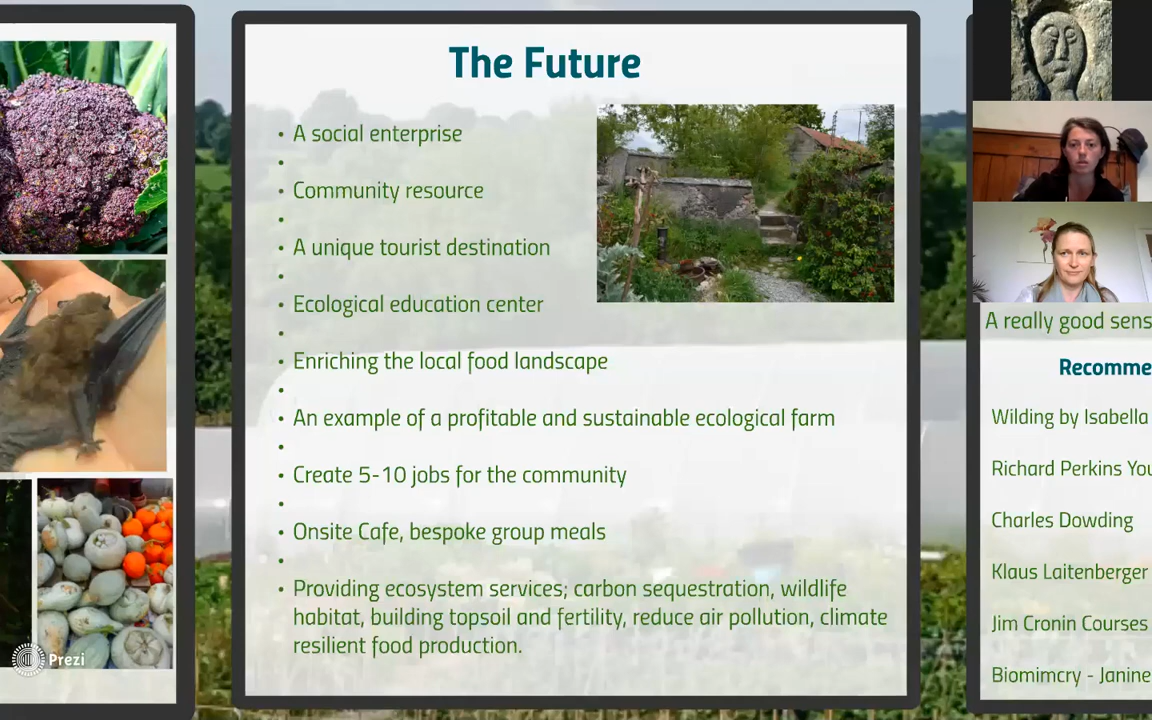 The Future
• A social enterprise
•
• Community resource
•
• A unique tourist destination
•
• Ecological education center
•
• Enriching the local food landscape
•
• An example of a profitable and sustainable ecological farm
•
• Create 5-10 jobs for the community
•
• Onsite Cafe, bespoke group meals
•
• Providing ecosystem services; carbon sequestration, wildlife
habitat, building topsoil and fertility, reduce air pollution, climate
resilient food production.
Prezi
A really good sens
Recomme
Wilding by Isabella
Richard Perkins You
Charles Dowding
Klaus Laitenberger
Jim Cronin Courses
Biomimcry - Janine